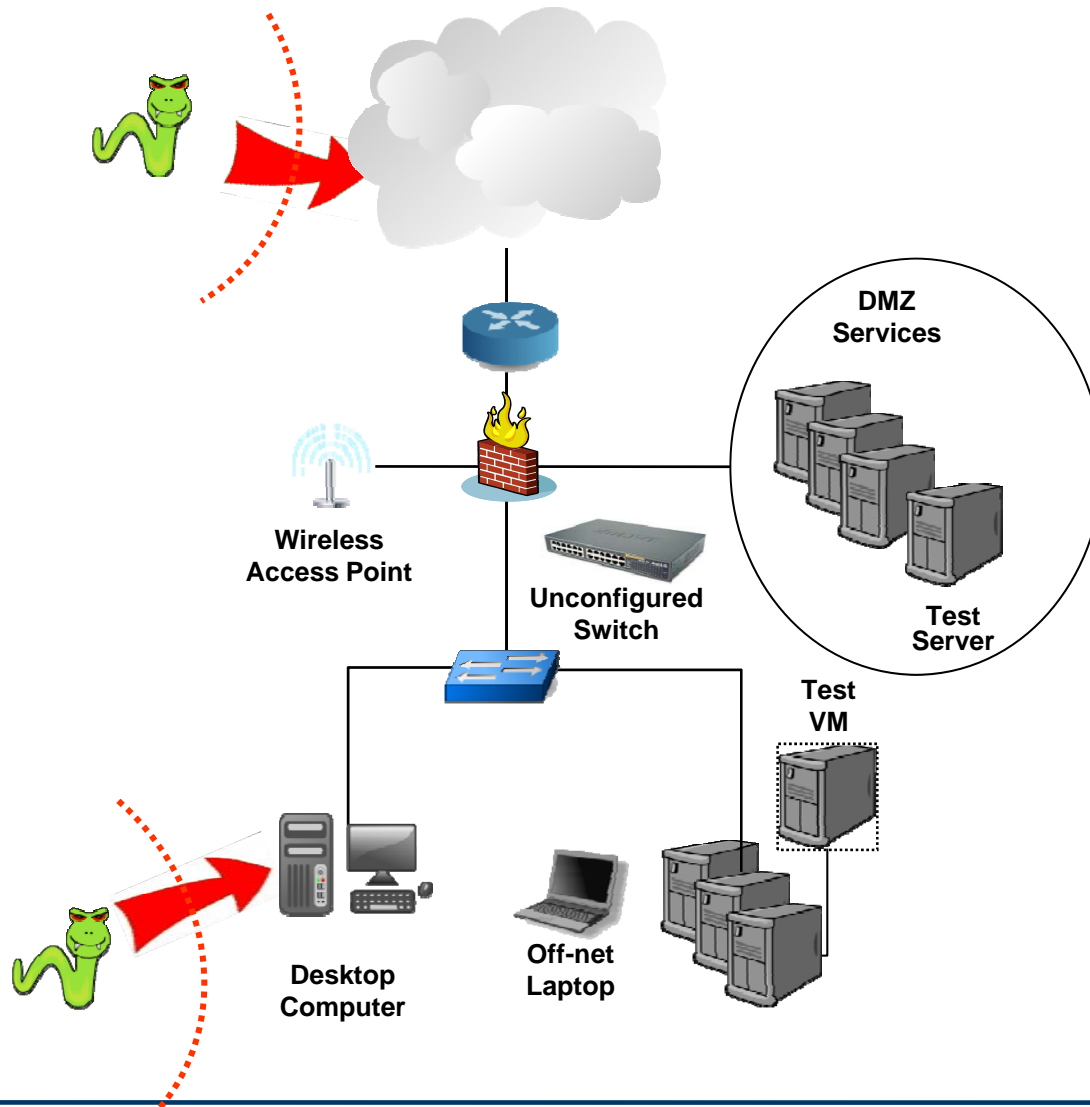 DMZ
Services
Wireless
Access Point
Unconfigured
Switch
Test
Server
Test
VM
Desktop
Computer
Off-net
Laptop